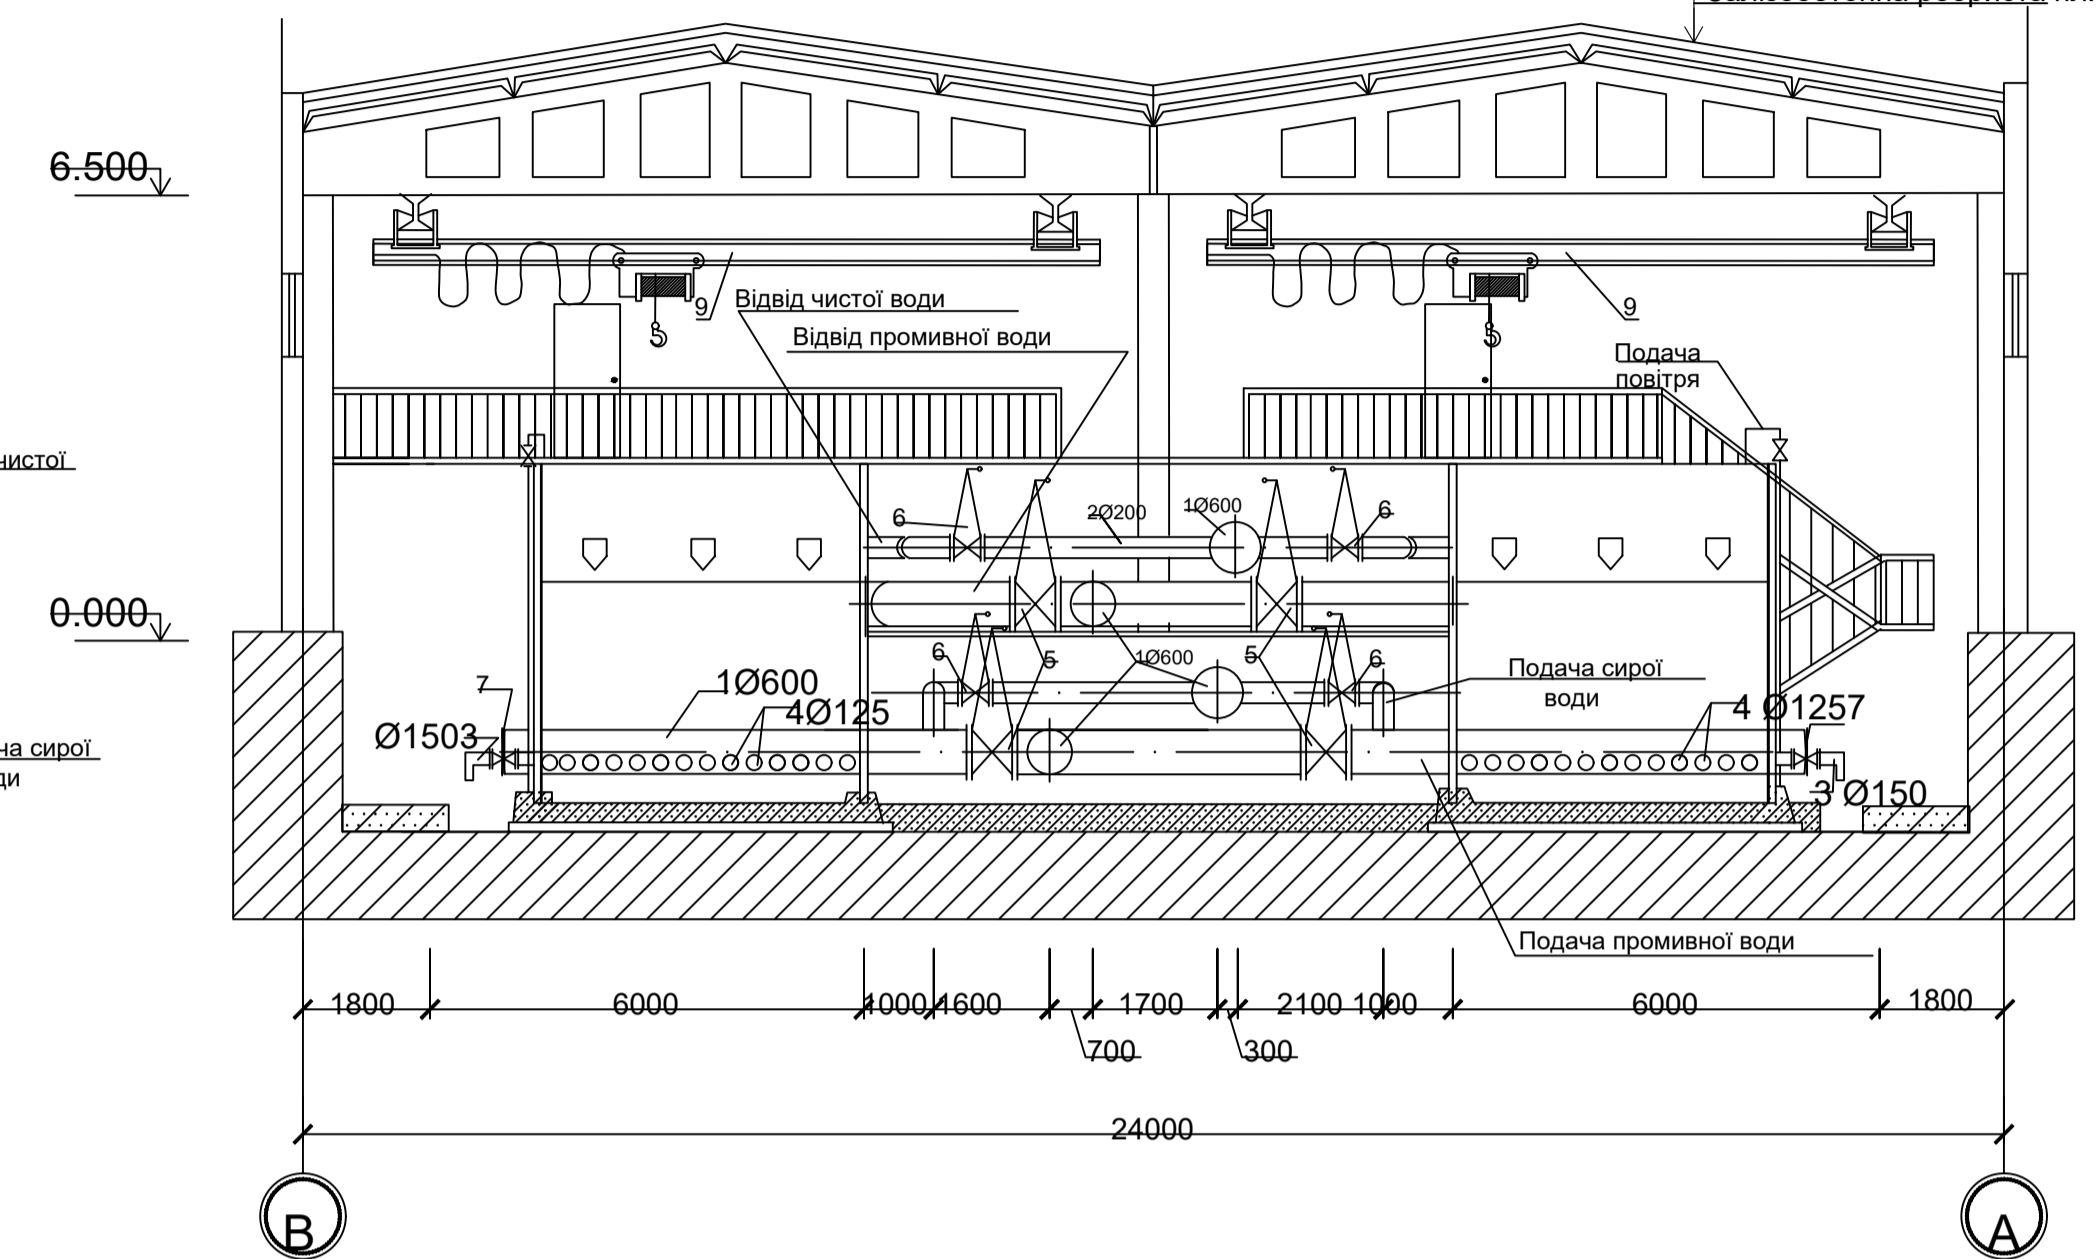 6.500
9
Відвід чистої води
9
Відвід промивної води
Подача
повітря
чистої
6
2Ø200
1Ø600
6
0.000
6
5
1Ø600
5
6
Подача сирої
води
7
1Ø600
4Ø125
4 Ø1257
Ø1503
ча сирої
ди
3 Ø150
Подача промивної води
1800
6000
1000
1600
1700
2100
1000
6000
1800
700
300
24000
В
А